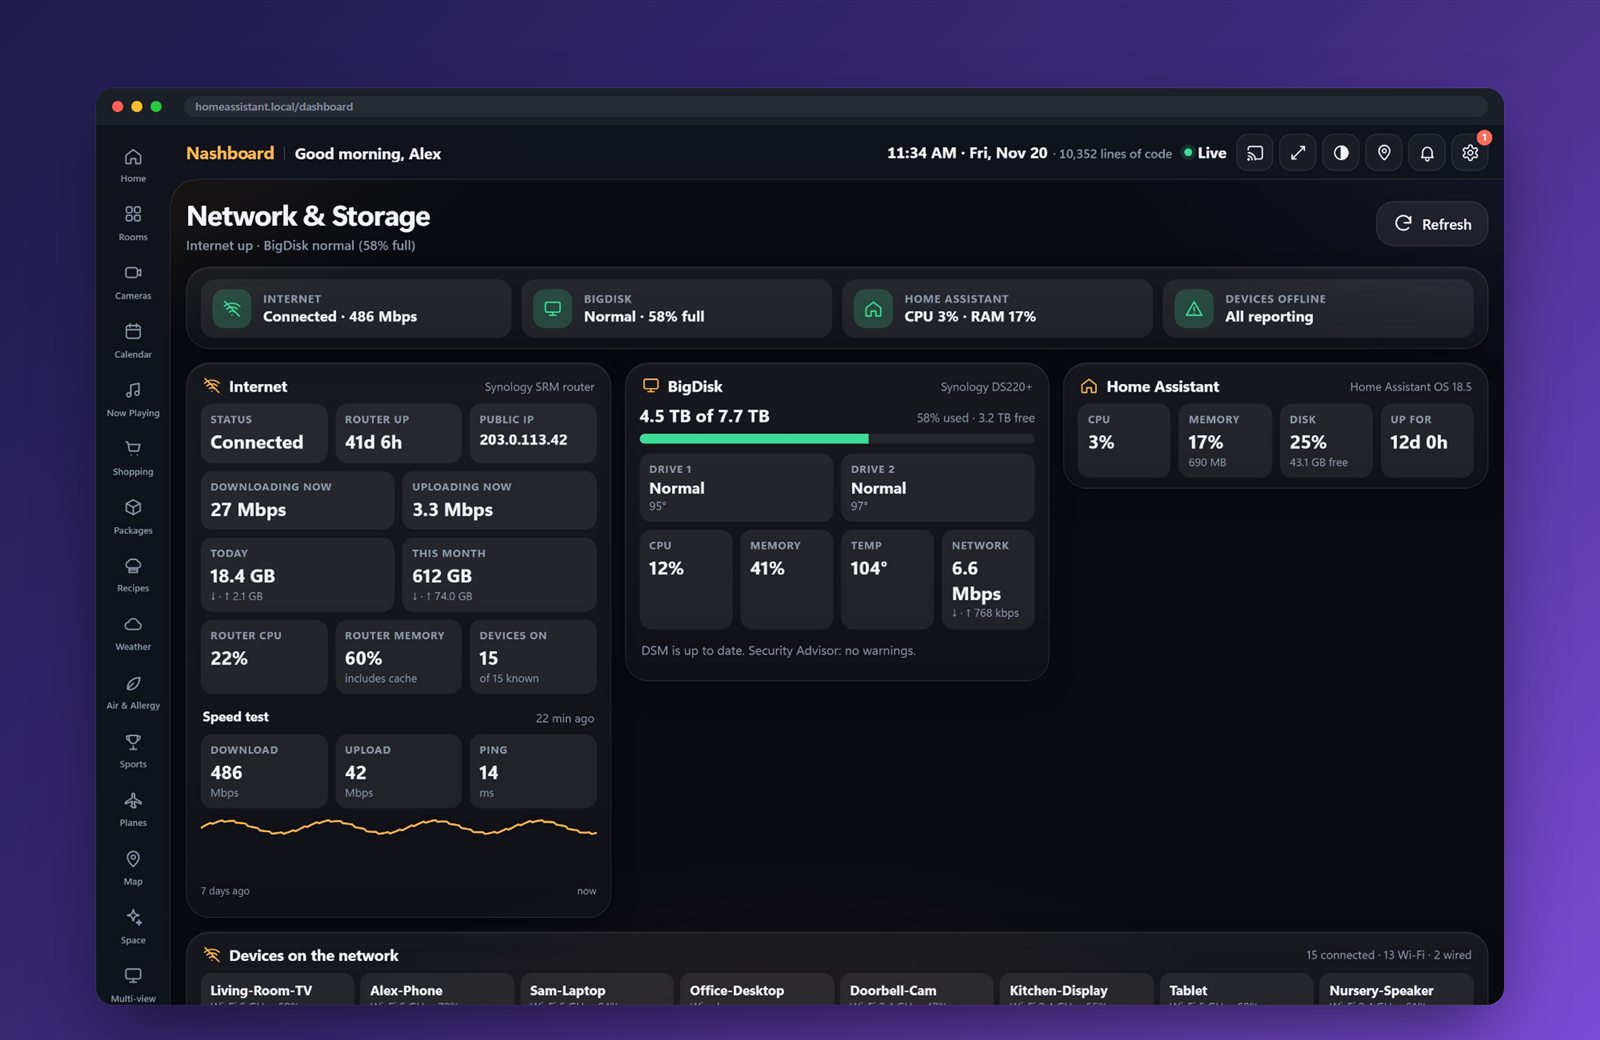 homeassistant.local/dashboard
Nashboard | Good morning, Alex
11:34 AM · Fri, Nov 20 · 10,352 lines of code
Live
1
Home
Rooms
Cameras
Calendar
Now Playing
Shopping
Packages
Recipes
Weather
Air & Allergy
Sports
Planes
Map
Space
Multi-view
Network & Storage
Internet up · BigDisk normal (58% full)
Refresh
INTERNET
Connected · 486 Mbps
BIGDISK
Normal · 58% full
HOME ASSISTANT
CPU 3% · RAM 17%
DEVICES OFFLINE
All reporting
Internet
Synology SRM router
STATUS
Connected
ROUTER UP
41d 6h
PUBLIC IP
203.0.113.42
DOWNLOADING NOW
27 Mbps
UPLOADING NOW
3.3 Mbps
TODAY
18.4 GB
↓ · ↑ 2.1 GB
THIS MONTH
612 GB
↓ · ↑ 74.0 GB
ROUTER CPU
22%
ROUTER MEMORY
60%
includes cache
DEVICES ON
15
of 15 known
Speed test
22 min ago
DOWNLOAD
486
Mbps
UPLOAD
42
Mbps
PING
14
ms
7 days ago
now
BigDisk
Synology DS220+
4.5 TB of 7.7 TB
58% used · 3.2 TB free
DRIVE 1
Normal
95°
DRIVE 2
Normal
97°
CPU
12%
MEMORY
41%
TEMP
104°
NETWORK
6.6
Mbps
↓ · ↑ 768 kbps
DSM is up to date. Security Advisor: no warnings.
Home Assistant
Home Assistant OS 18.5
CPU
3%
MEMORY
17%
690 MB
DISK
25%
43.1 GB free
UP FOR
12d 0h
Devices on the network
15 connected · 13 Wi-Fi · 2 wired
Living-Room-TV
Alex-Phone
Sam-Laptop
Office-Desktop
Doorbell-Cam
Kitchen-Display
Tablet
Nursery-Speaker